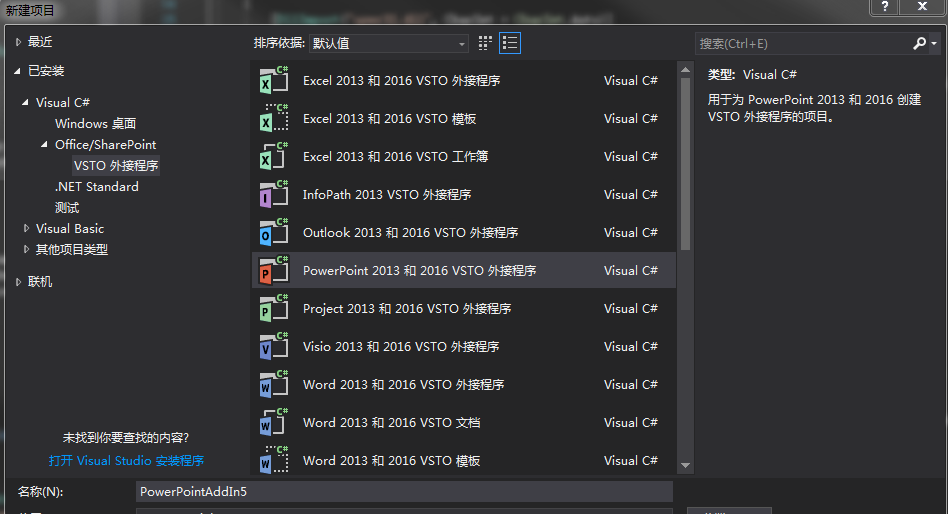 新建项目
最近
已安装
Visual C#
Windows 桌面
Office/SharePoint
VSTO 外接程序
.NET Standard
测试
Visual Basic
其他项目类型
联机
未找到你要查找的内容?
打开 Visual Studio 安装程序
排序依据: 默认值
Excel 2013 和 2016 VSTO 外接程序 Visual C#
Excel 2013 和 2016 VSTO 模板 Visual C#
Excel 2013 和 2016 VSTO 工作簿 Visual C#
InfoPath 2013 VSTO 外接程序 Visual C#
Outlook 2013 和 2016 VSTO 外接程序 Visual C#
PowerPoint 2013 和 2016 VSTO 外接程序 Visual C#
Project 2013 和 2016 VSTO 外接程序 Visual C#
Visio 2013 和 2016 VSTO 外接程序 Visual C#
Word 2013 和 2016 VSTO 外接程序 Visual C#
Word 2013 和 2016 VSTO 文档 Visual C#
Word 2013 和 2016 VSTO 模板 Visual C#
搜索(Ctrl+E)
类型: Visual C#
用于为 PowerPoint 2013 和 2016 创建
VSTO 外接程序的项目。
名称(N): PowerPointAddIn5